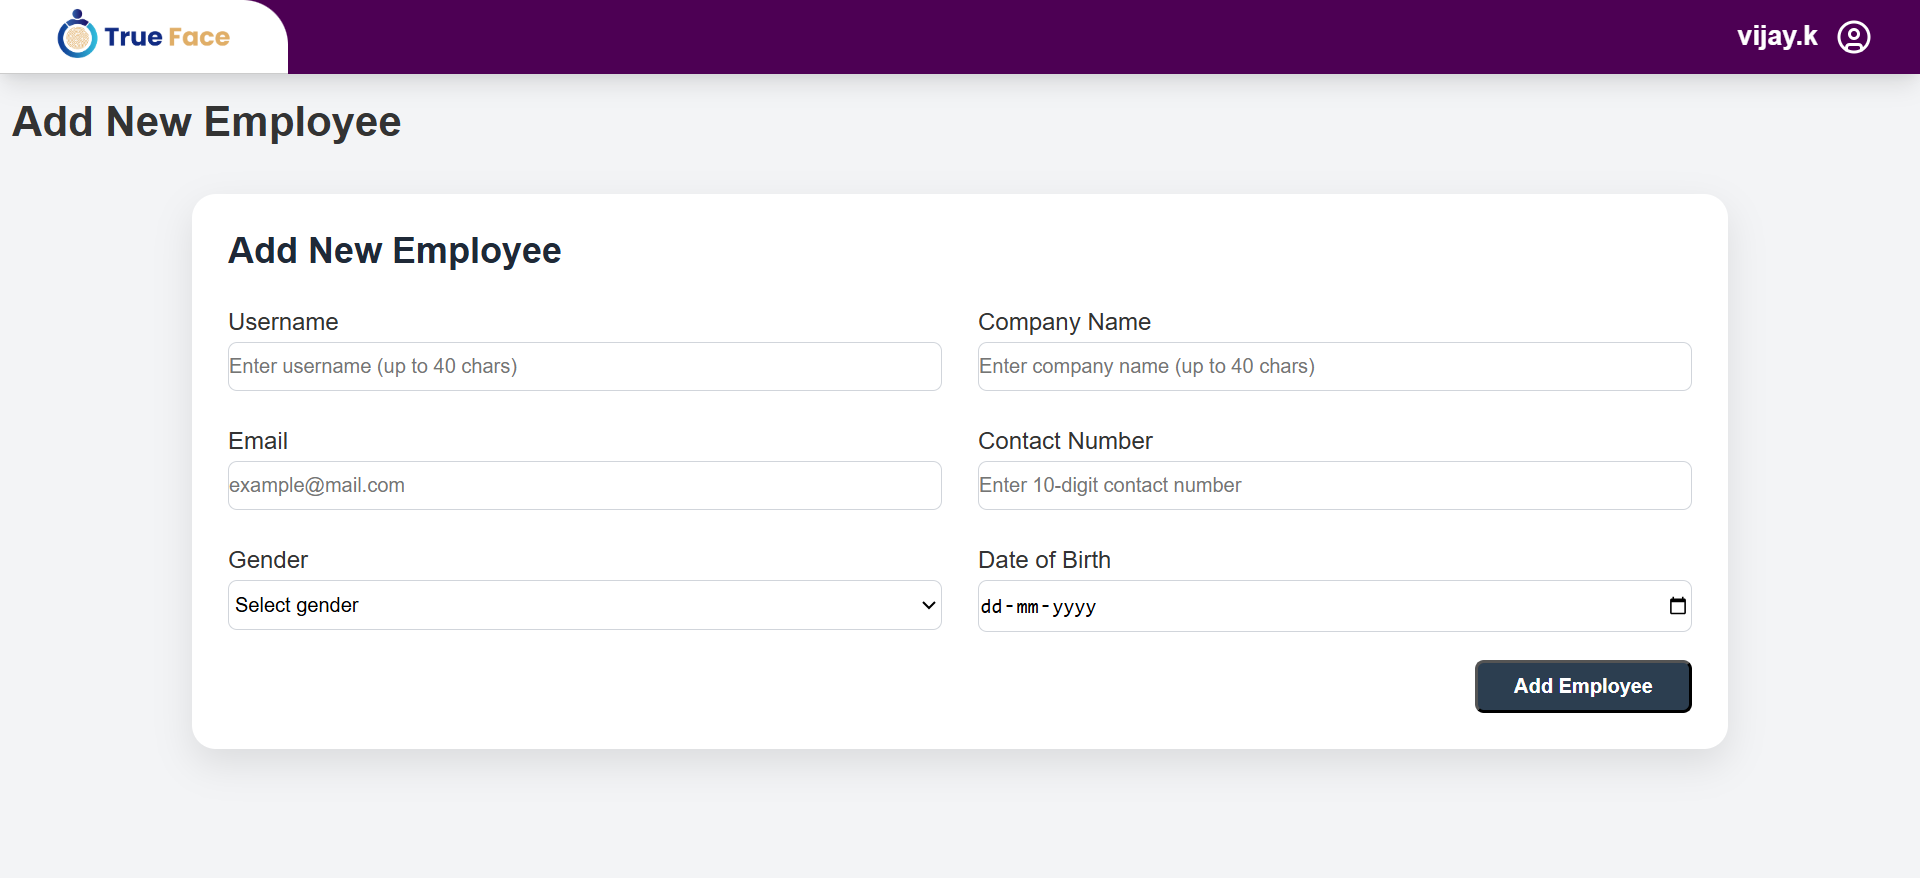 True Face
vijay.k
Add New Employee
Add New Employee
Username
Company Name
Enter username (up to 40 chars)
Enter company name (up to 40 chars)
Email
Contact Number
example@mail.com
Enter 10-digit contact number
Gender
Date of Birth
Select gender
dd-mm-yyyy
Add Employee